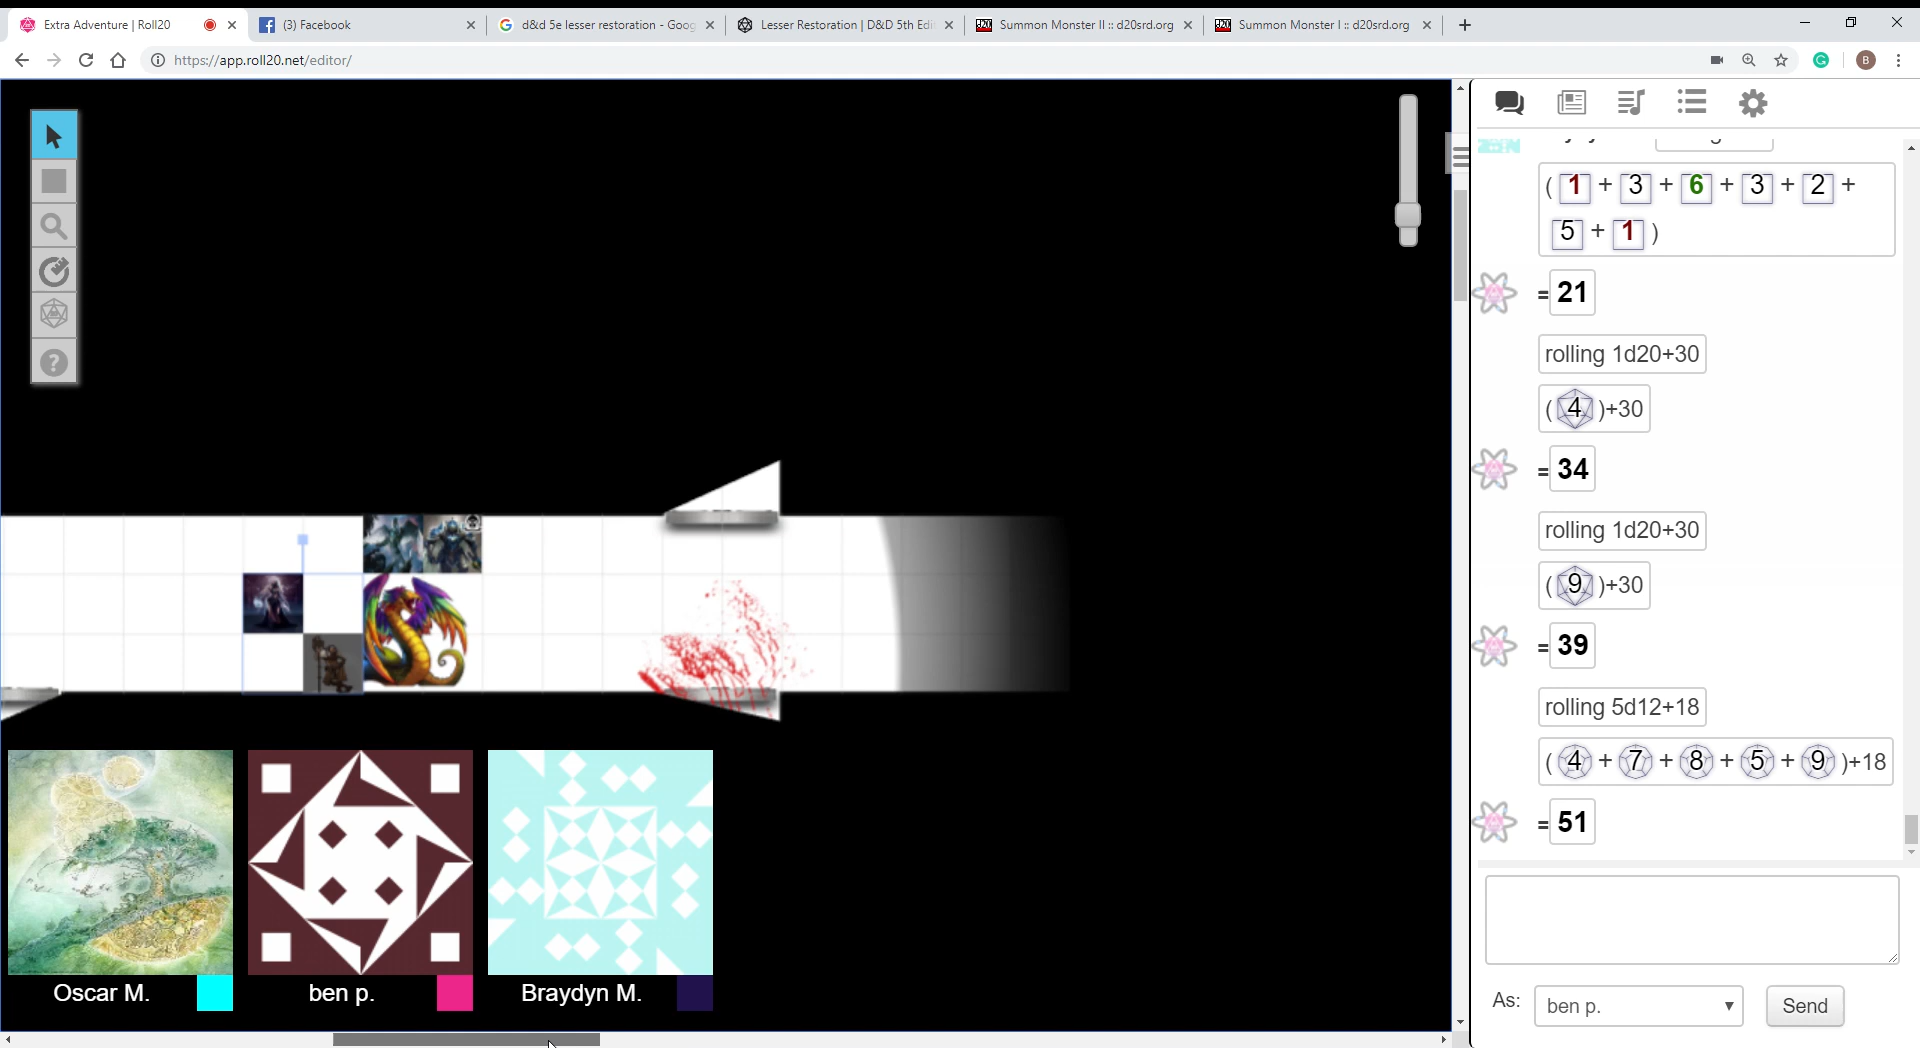 Extra Adventure | Roll20
(3) Facebook
d&d 5e lesser restoration - Goog
Lesser Restoration | D&D 5th Edi
Summon Monster II :: d20srd.org
Summon Monster I :: d20srd.org
https://app.roll20.net/editor/
B
( 1 + 3 + 6 + 3 + 2 +
5 + 1 )
= 21
rolling 1d20+30
( 4 )+30
= 34
rolling 1d20+30
( 9 )+30
= 39
rolling 5d12+18
( 4 + 7 + 8 + 5 + 9 )+18
= 51
?
Oscar M.
ben p.
Braydyn M.
As:
ben p.
Send